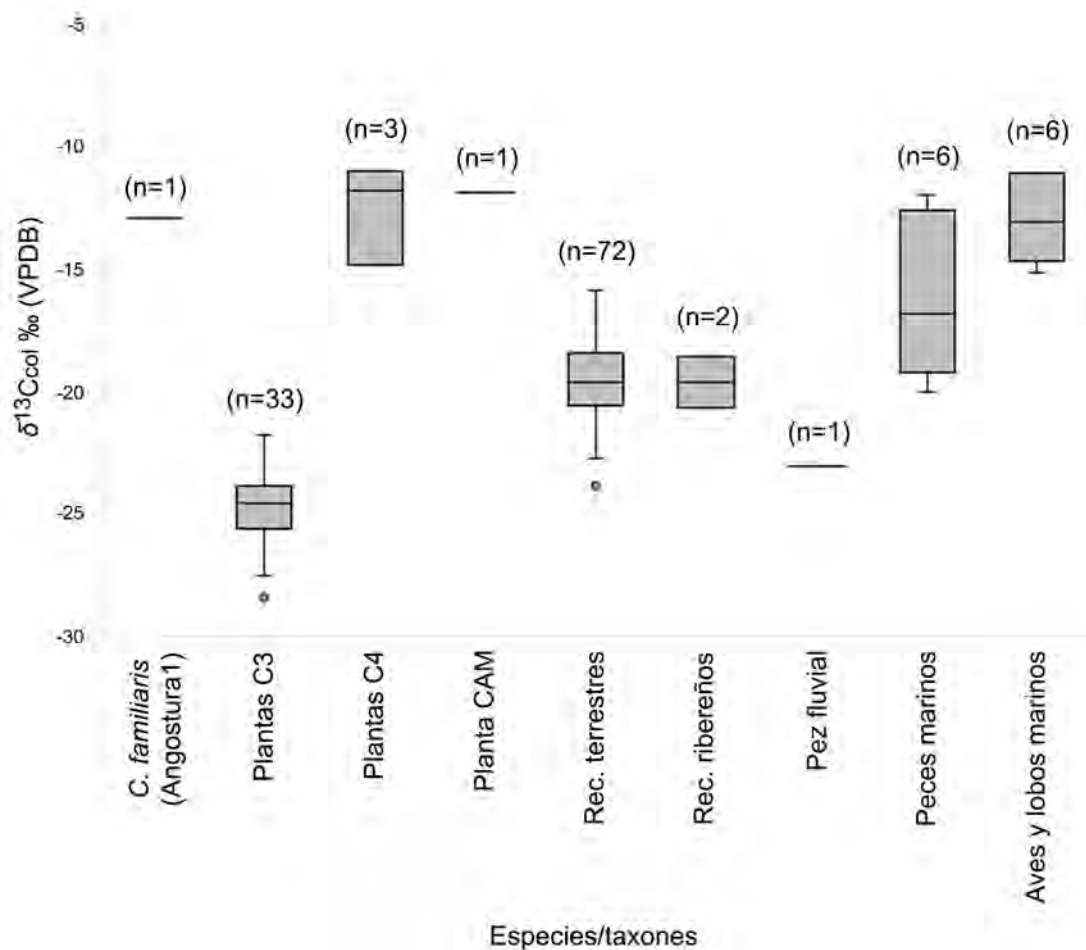 -5
-10
-15
-20
-25
-30
δ13Ccol ‰ (VPDB)
(n=1)
(n=33)
(n=3)
(n=1)
(n=72)
(n=2)
(n=1)
(n=6)
(n=6)
C. familiaris
(Angostura1)
Plantas C3
Plantas C4
Planta CAM
Rec. terrestres
Rec. ribereños
Pez fluvial
Peces marinos
Aves y lobos marinos
Especies/taxones